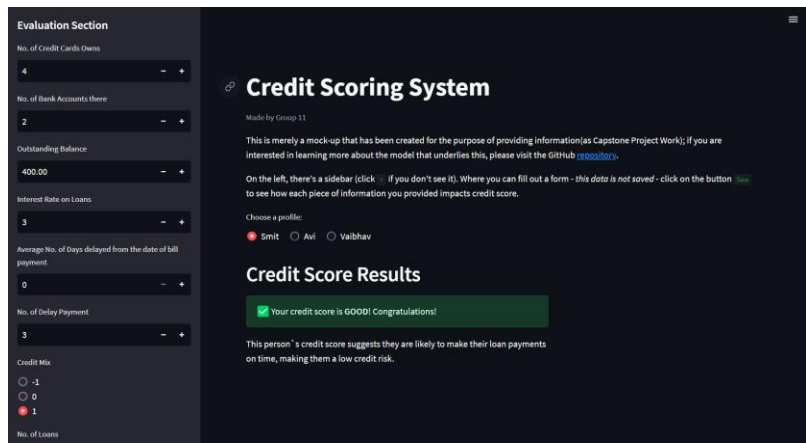 Evaluation Section
No. of Credit Cards Owns
4
No. of Bank Accounts there
2
Outstanding Balance
400.00
Interest Rate on Loans
3
Average No. of Days delayed from the date of bill
payment
0
No. of Delay Payment
3
Credit Mix
-1
0
1
No. of Loans
Credit Scoring System
Made by Group 11
This is merely a mock-up that has been created for the purpose of providing information(as Capstone Project Work); if you are
interested in learning more about the model that underlies this, please visit the GitHub repository.
On the left, there's a sidebar (click > if you don't see it). Where you can fill out a form - this data is not saved - click on the button Save
to see how each piece of information you provided impacts credit score.
Choose a profile:
Smit Avi Vaibhav
Credit Score Results
Your credit score is GOOD! Congratulations!
This person`s credit score suggests they are likely to make their loan payments
on time, making them a low credit risk.